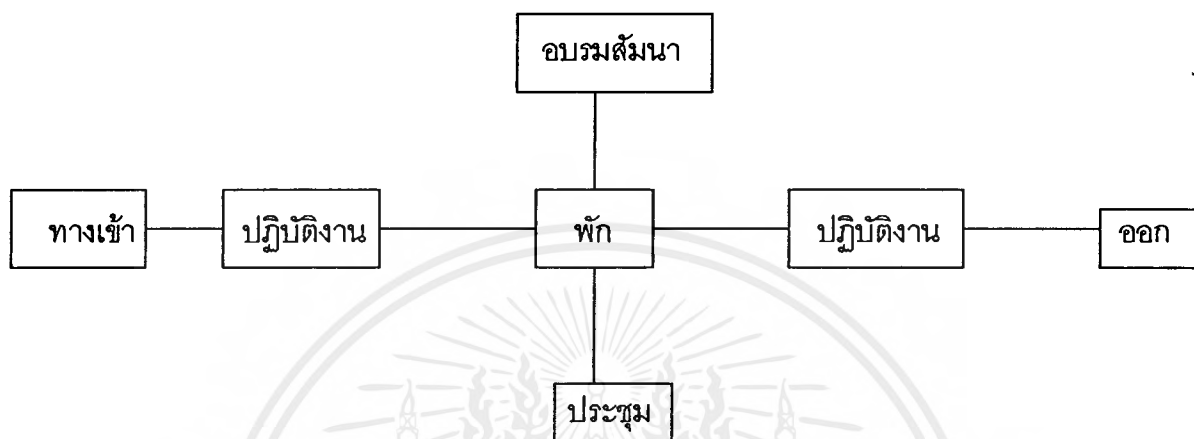 อบรมสัมนา
ทางเข้า
ปฏิบัติงาน
พัก
ปฏิบัติงาน
ออก
ประชุม